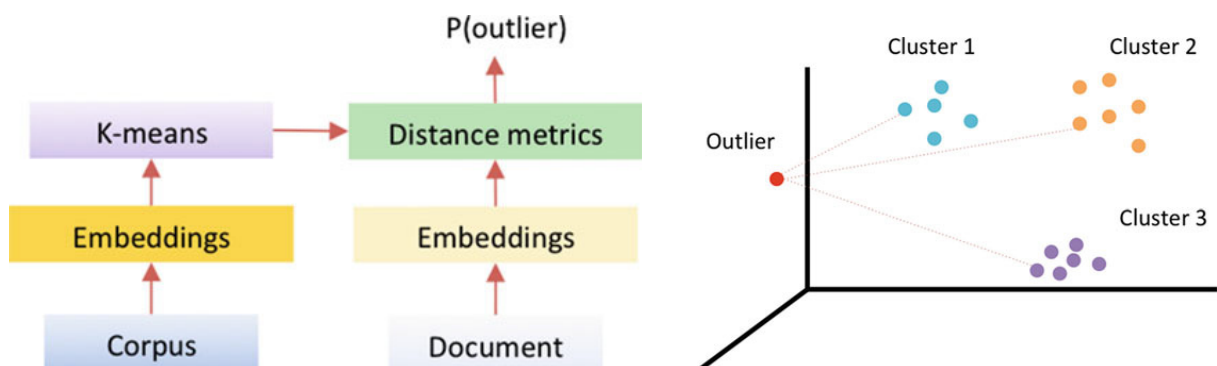 P(outlier)
K-means
Distance metrics
Embeddings
Embeddings
Corpus
Document
Cluster 1
Cluster 2
Outlier
Cluster 3